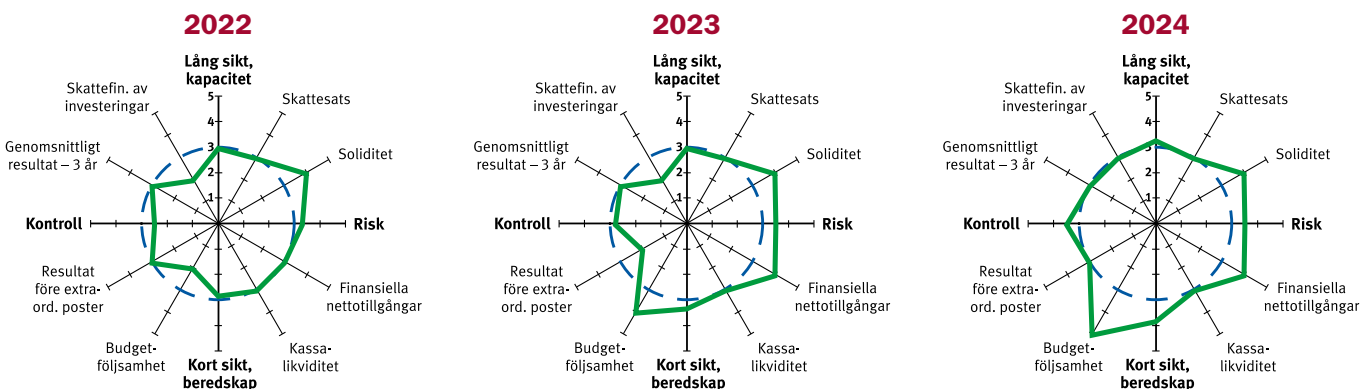 2022
Lång sikt,
kapacitet
Skattefin. av
investeringar
Skattesats
Genomsnittligt
resultat – 3 år
Soliditet
Kontroll
Risk
Resultat
före extra-
ord. poster
Finansiella
nettotillgångar
Budget-
följsamhet
Kassa-
likviditet
Kort sikt,
beredskap
5
4
3
2
1
2023
Lång sikt,
kapacitet
Skattefin. av
investeringar
Skattesats
Genomsnittligt
resultat – 3 år
Soliditet
Kontroll
Risk
Resultat
före extra-
ord. poster
Finansiella
nettotillgångar
Budget-
följsamhet
Kassa-
likviditet
Kort sikt,
beredskap
5
4
3
2
1
2024
Lång sikt,
kapacitet
Skattefin. av
investeringar
Skattesats
Genomsnittligt
resultat – 3 år
Soliditet
Kontroll
Risk
Resultat
före extra-
ord. poster
Finansiella
nettotillgångar
Budget-
följsamhet
Kassa-
likviditet
Kort sikt,
beredskap
5
4
3
2
1